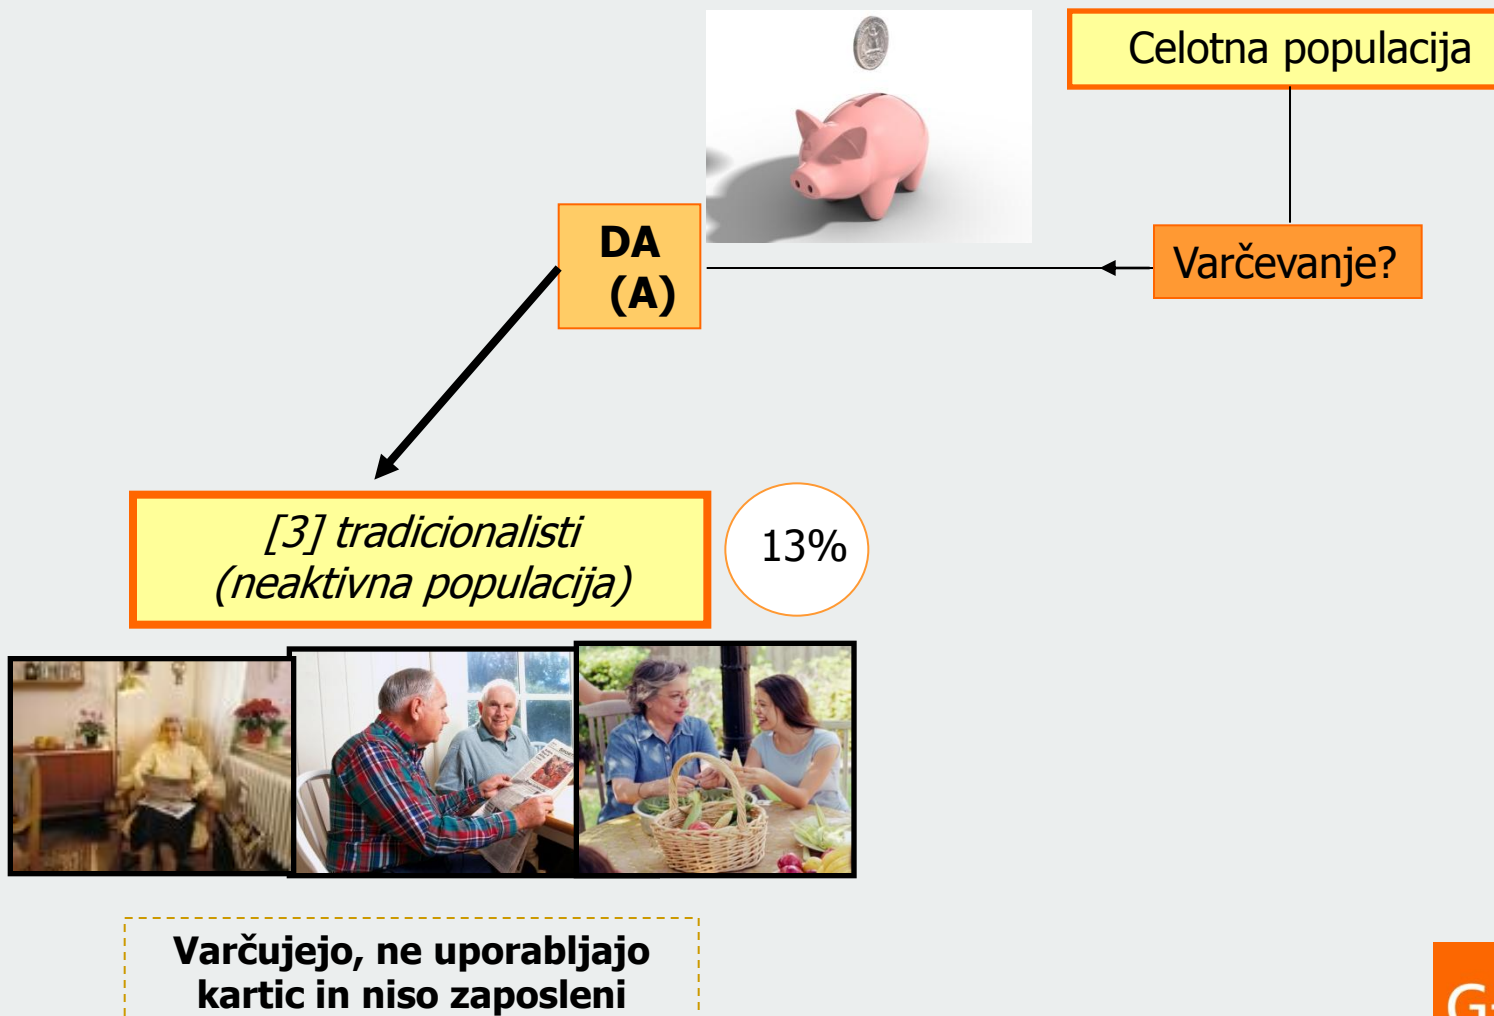 Celotna populacija
Varčevanje?
DA
(A)
[3] tradicionalisti
(neaktivna populacija)
13%
Varčujejo, ne uporabljajo
kartic in niso zaposleni